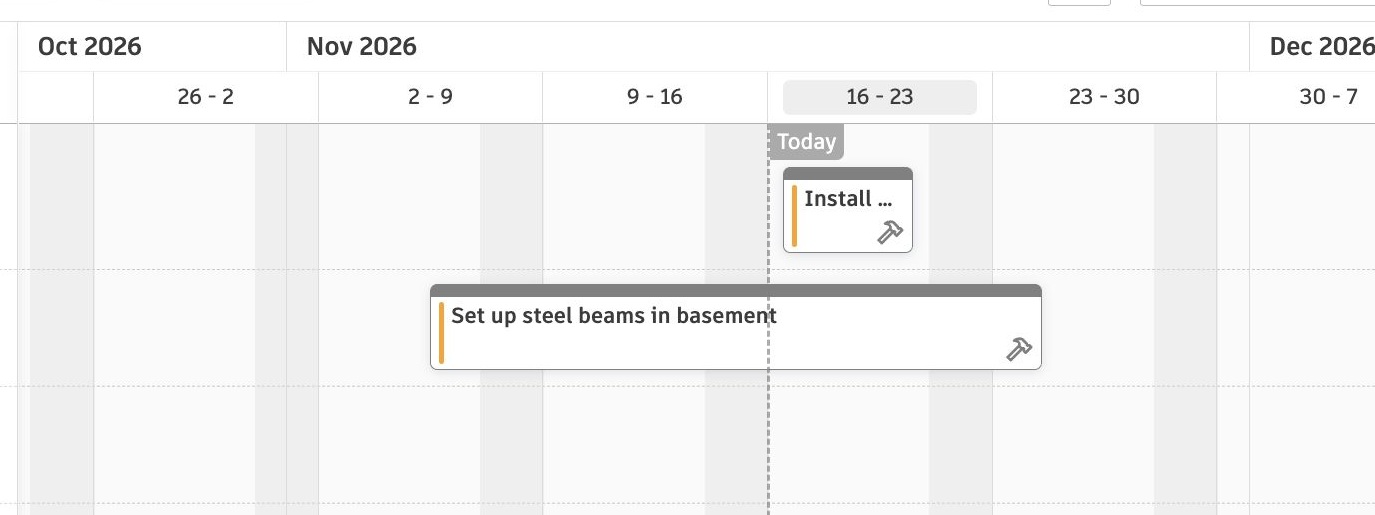 Oct 2026
Nov 2026
Dec 2026
26 - 2
2 - 9
9 - 16
16 - 23
23 - 30
30 - 7
Today
Install ...
Set up steel beams in basement